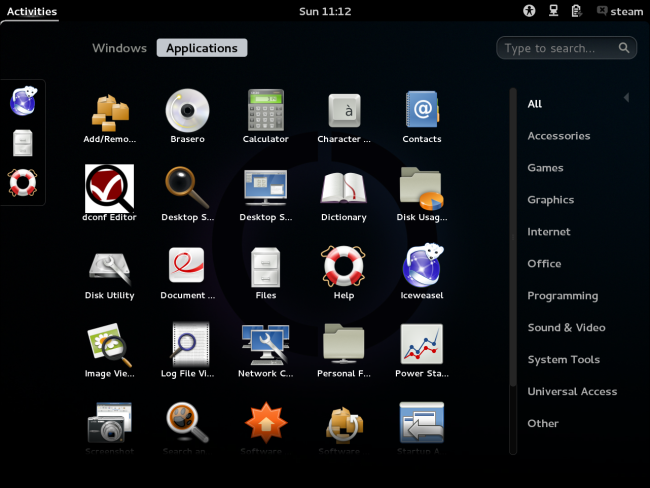 Activities
Sun 11:12
steam
Windows
Applications
Type to search...
Add/Remo...
Brasero
Calculator
Character ...
Contacts
dconf Editor
Desktop S...
Desktop S...
Dictionary
Disk Usag...
Disk Utility
Document ...
Files
Help
Iceweasel
Image Vie...
Log File Vi...
Network C...
Personal F...
Power Sta...
Screenshot
Search an...
Software ...
Software ...
Startup A...
All
Accessories
Games
Graphics
Internet
Office
Programming
Sound & Video
System Tools
Universal Access
Other